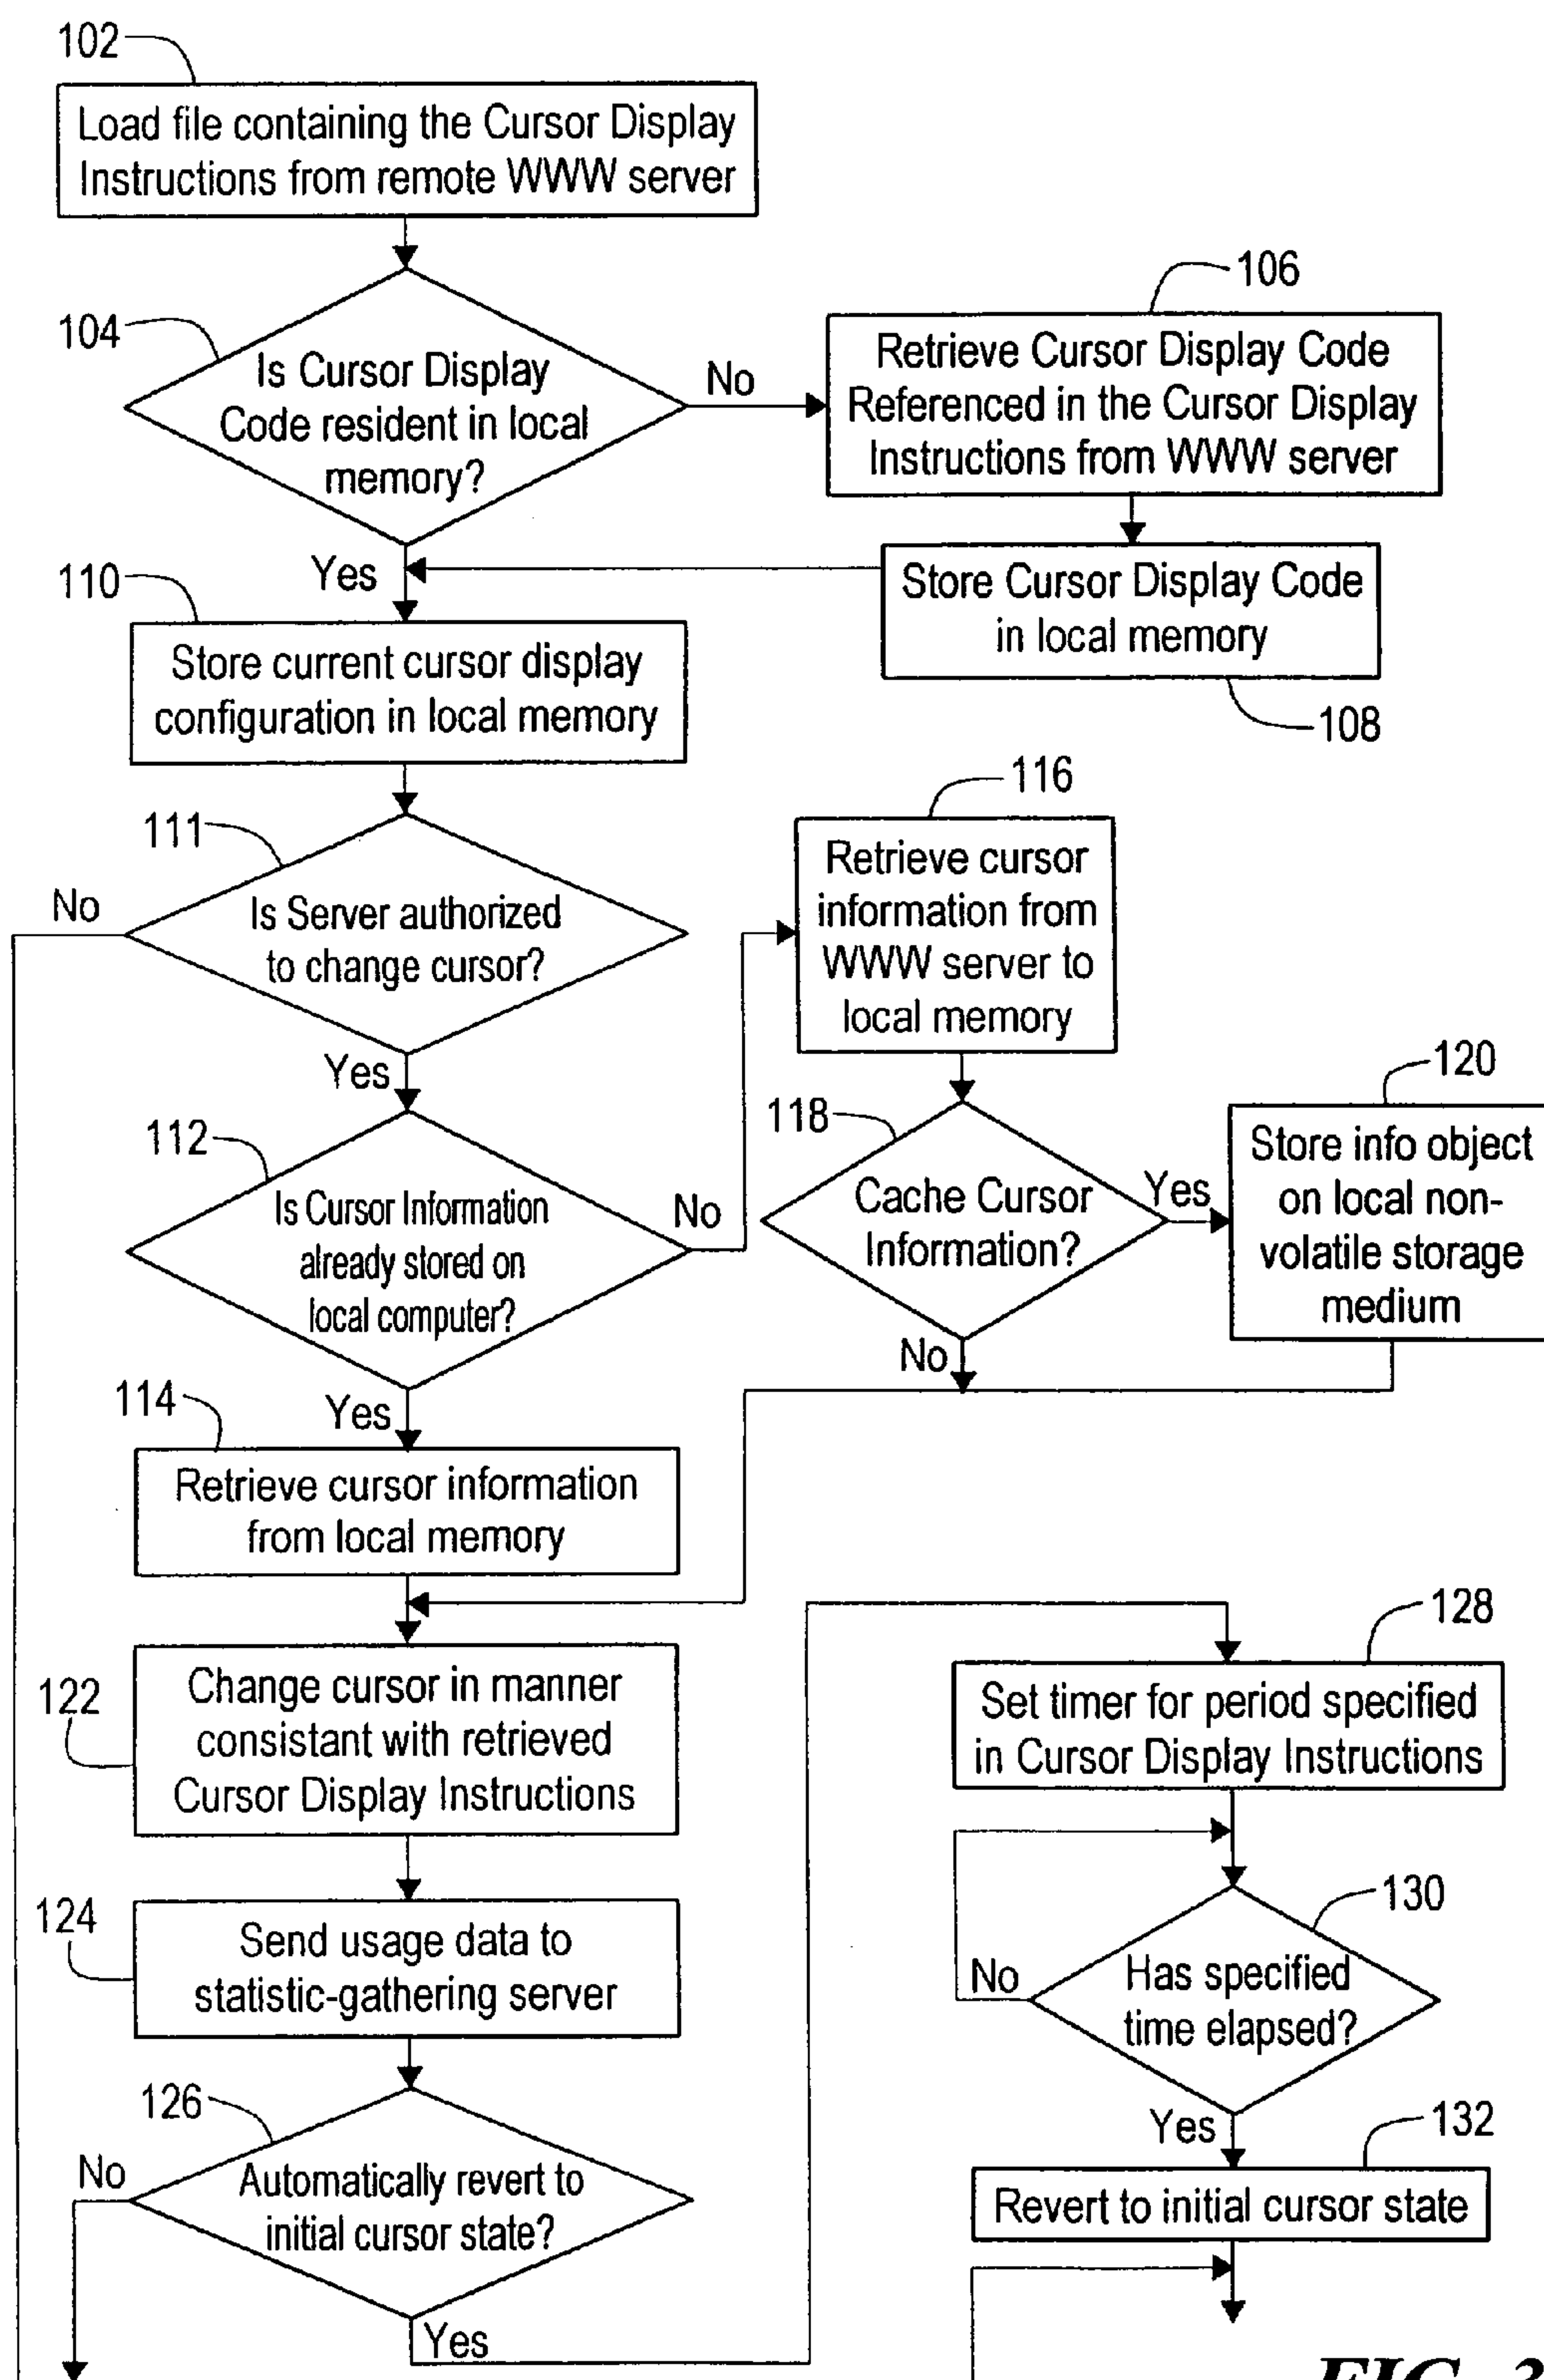 102
Load file containing the Cursor Display
Instructions from remote WWW server
104
Is Cursor Display
Code resident in local
memory?
No
106
Retrieve Cursor Display Code
Referenced in the Cursor Display
Instructions from WWW server
Yes
Store Cursor Display Code
in local memory
108
110
Store current cursor display
configuration in local memory
111
No
Is Server authorized
to change cursor?
Yes
116
Retrieve cursor
information from
WWW server to
local memory
112
Is Cursor Information
already stored on
local computer?
No
118
Cache Cursor
Information?
Yes
No
120
Store info object
on local non-
volatile storage
medium
Yes
114
Retrieve cursor information
from local memory
122
Change cursor in manner
consistant with retrieved
Cursor Display Instructions
124
Send usage data to
statistic-gathering server
126
No
Automatically revert to
initial cursor state?
Yes
128
Set timer for period specified
in Cursor Display Instructions
130
No
Has specified
time elapsed?
Yes
132
Revert to initial cursor state
FIG. 3